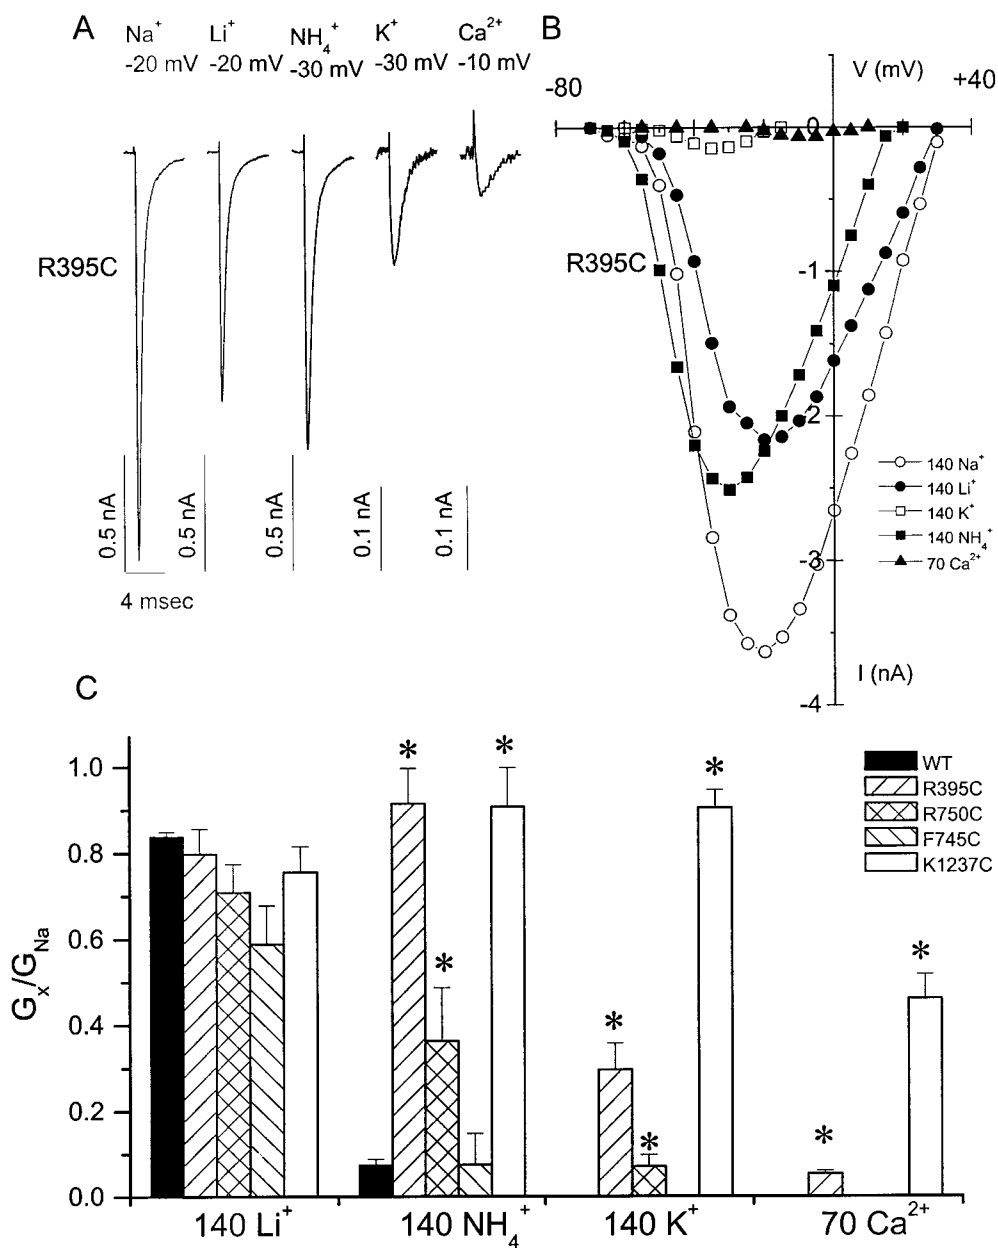 A
Na⁺ Li⁺ NH₄⁺ K⁺ Ca²⁺
-20 mV -20 mV -30 mV -30 mV -10 mV
R395C
0.5 nA 0.5 nA 0.5 nA 0.1 nA 0.1 nA
4 msec
B
V (mV)
-80 +40
0
R395C
-1
-2
-3
-4
I (nA)
140 Na⁺
140 Li⁺
140 K⁺
140 NH₄⁺
70 Ca²⁺
C
Gx/GNa
1.0
0.8
0.6
0.4
0.2
0.0
* * * * * * * *
WT
R395C
R750C
F745C
K1237C
140 Li⁺ 140 NH₄⁺ 140 K⁺ 70 Ca²⁺